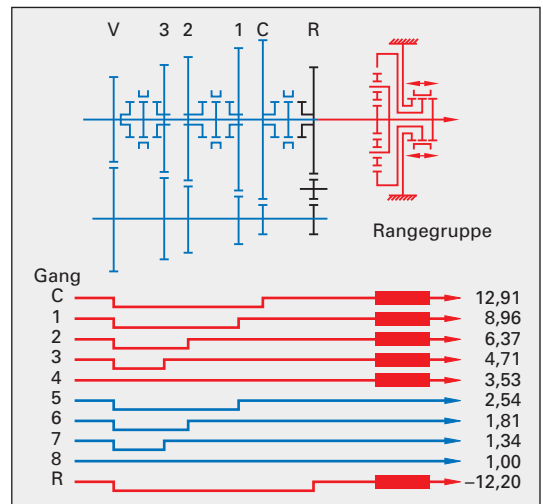 V 3 2 1 C R
Rangegruppe
Gang
C 12,91
1 8,96
2 6,37
3 4,71
4 3,53
5 2,54
6 1,81
7 1,34
8 1,00
R –12,20